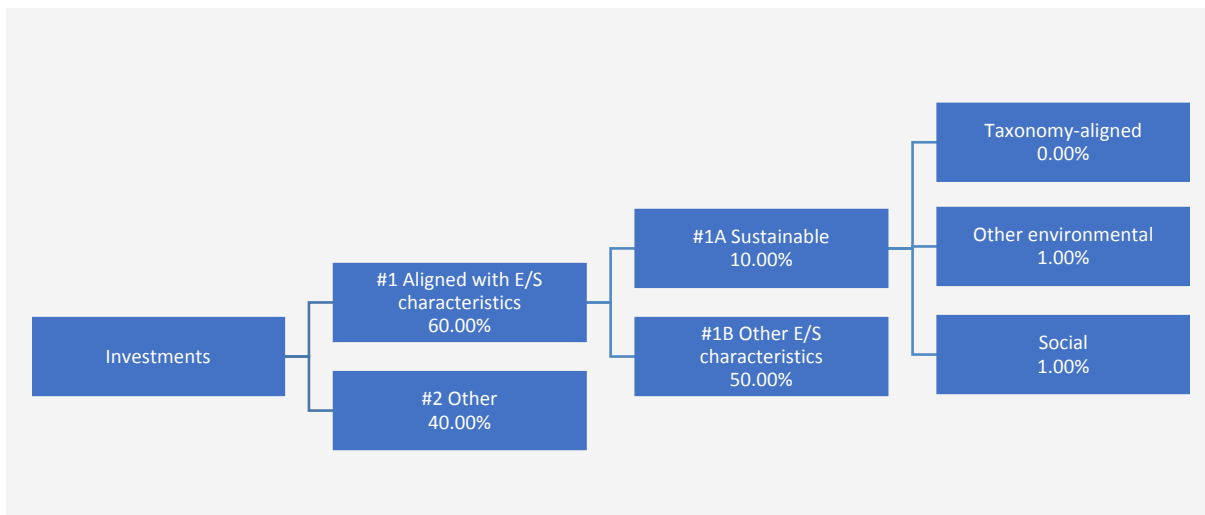 Investments
#1 Aligned with E/S
characteristics
60.00%
#2 Other
40.00%
#1A Sustainable
10.00%
#1B Other E/S
characteristics
50.00%
Taxonomy-aligned
0.00%
Other environmental
1.00%
Social
1.00%